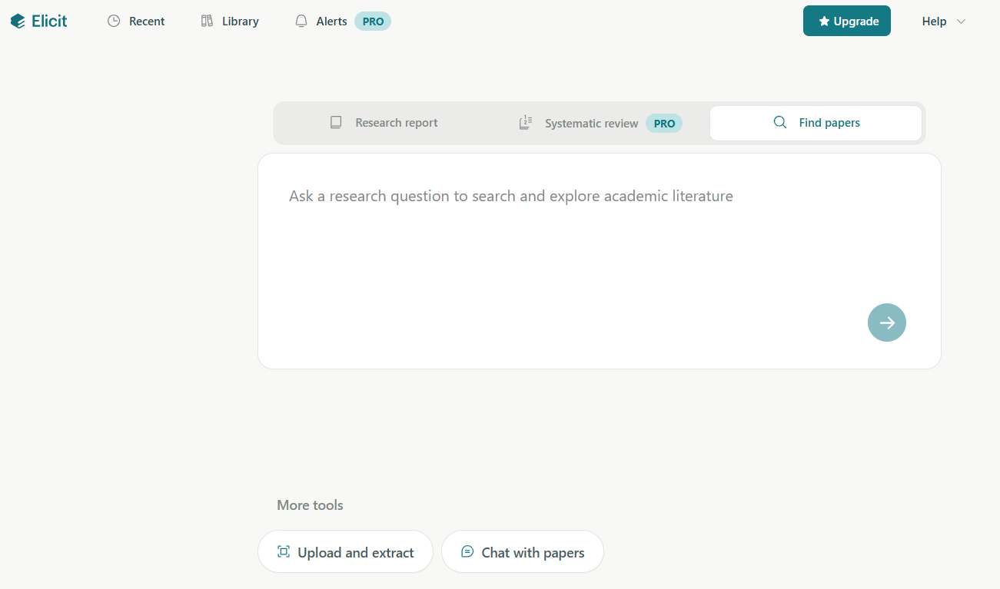 Elicit Recent Library Alerts PRO Upgrade Help
Research report Systematic review PRO Find papers
Ask a research question to search and explore academic literature
More tools
Upload and extract Chat with papers